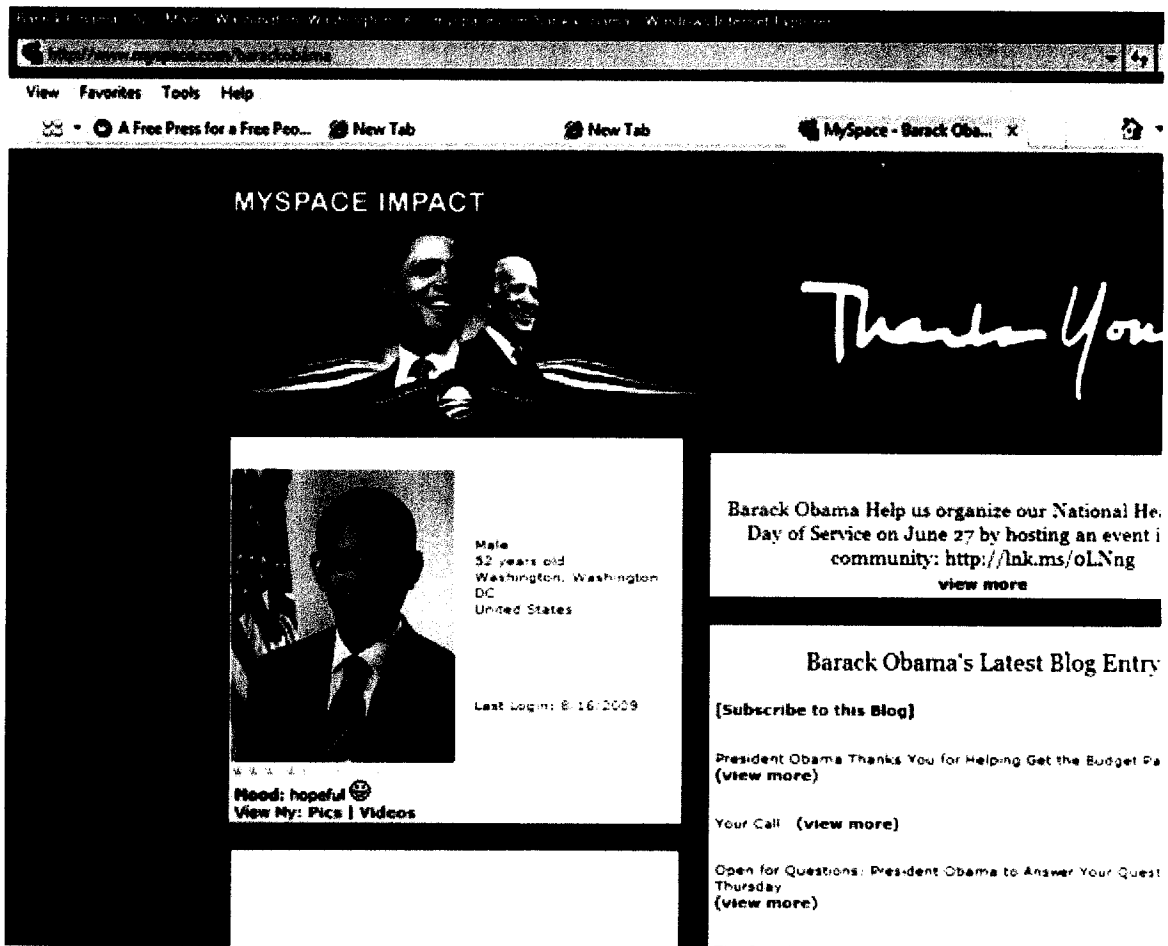 View Favorites Tools Help
A Free Press for a Free Peo... New Tab New Tab MySpace - Barack Oba... X
MYSPACE IMPACT
Thanks You
Male
52 years old
Washington, Washington
DC
United States
Last Login: 6/16/2009
Mood: hopeful
View My: Pics | Videos
Barack Obama Help us organize our National He
Day of Service on June 27 by hosting an event i
community: http://lnk.ms/0LNng
view more
Barack Obama's Latest Blog Entry
[Subscribe to this Blog]
President Obama Thanks You for Helping Get the Budget Pa
(view more)
Your Call (view more)
Open for Questions: President Obama to Answer Your Quest
Thursday
(view more)